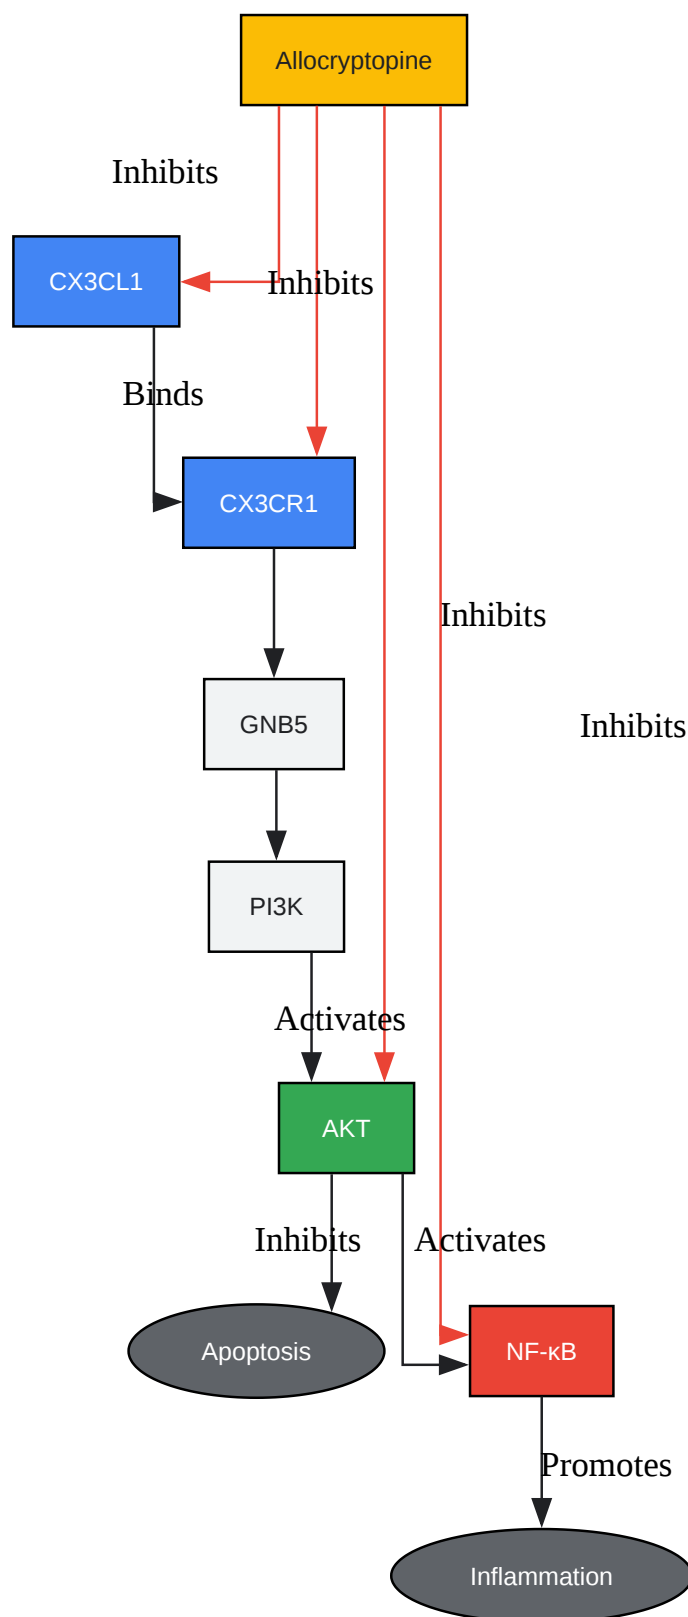 Allocryptopine
Inhibits
CX3CL1
Inhibits
Binds
CX3CR1
Inhibits
GNB5
Inhibits
PI3K
Activates
AKT
Inhibits
Activates
Apoptosis
NF-κB
Promotes
Inflammation